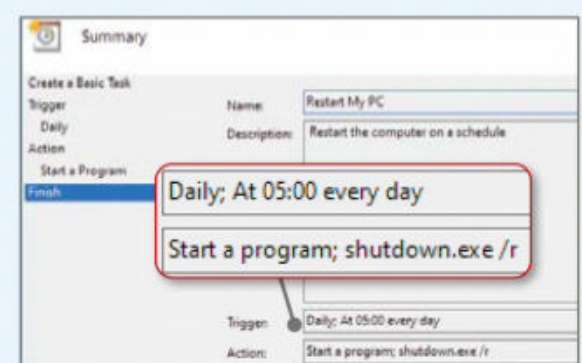 Summary
Create a Basic Task
Trigger
Daily
Action
Start a Program
Finish
Name: Restart My PC
Description: Restart the computer on a schedule
Daily; At 05:00 every day
Start a program; shutdown.exe /r
Trigger: Daily; At 05:00 every day
Action: Start a program; shutdown.exe /r